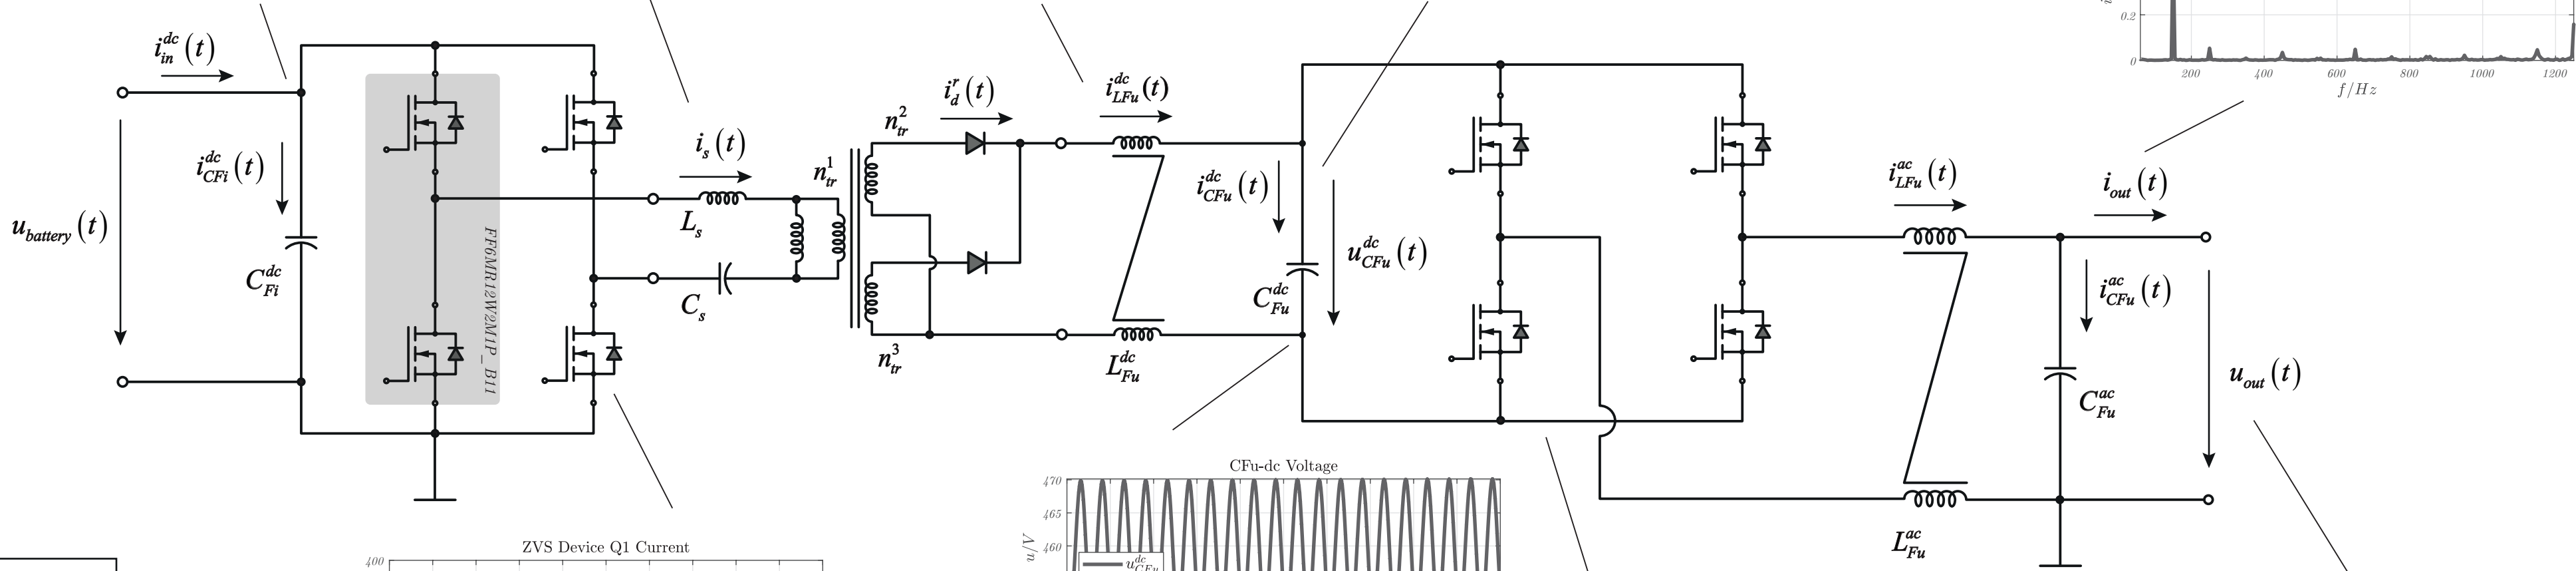 i_in^dc (t)
i_CFi^dc (t)
u_battery (t)
C_Fi^dc
FF6MR12W2M1P_B11
i_s (t)
L_s
C_s
n_tr^1
n_tr^2
n_tr^3
i_d^r (t)
i_LFu^dc (t)
L_Fu^dc
i_CFu^dc (t)
u_CFu^dc (t)
C_Fu^dc
i_LFu^ac (t)
i_out (t)
i_CFu^ac (t)
C_Fu^ac
u_out (t)
L_Fu^ac
0.2
0
200 400 600 800 1000 1200
f/Hz
CFu-dc Voltage
470
465
460
u/V
u_CFu^dc
ZVS Device Q1 Current
400